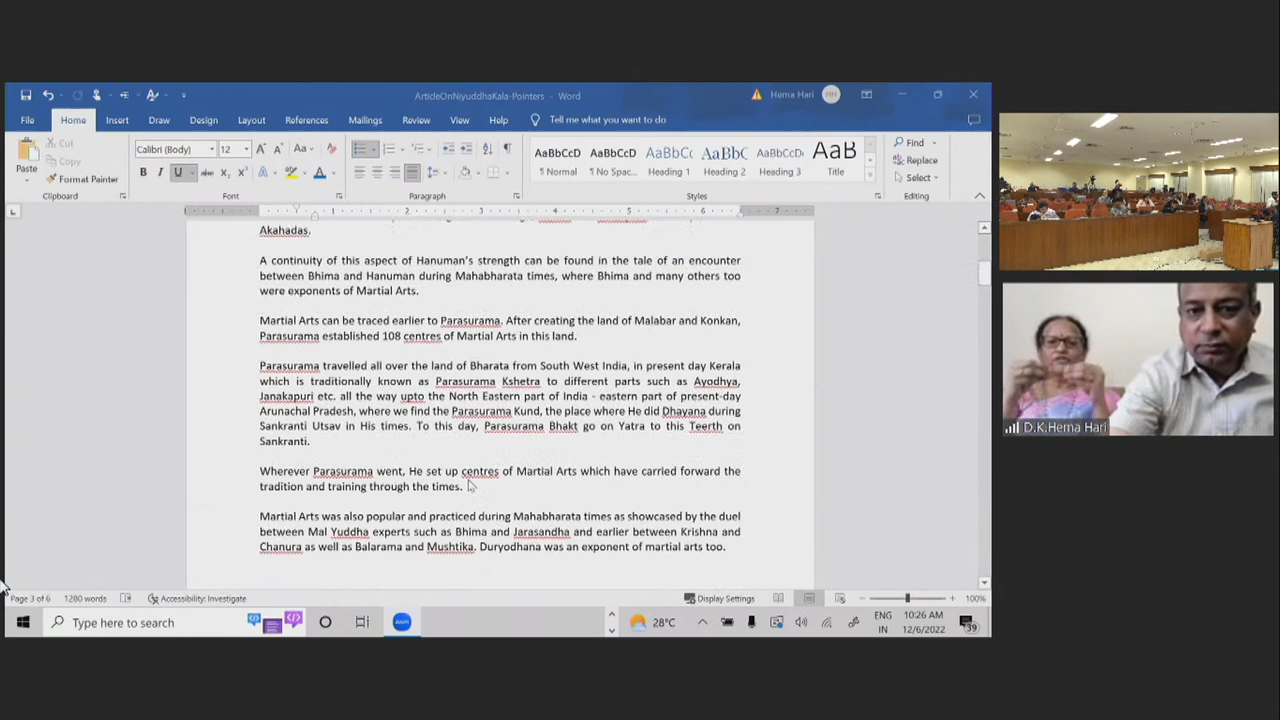 ArticleOnNiyuddhaKala-Pointers - Word
Hema Hari
HH
File Home Insert Draw Design Layout References Mailings Review View Help Tell me what you want to do
Cut
Copy
Paste
Format Painter
Calibri (Body) 12
AaBbCcD AaBbCcD AaBbCc AaBbCc AaBbCcD AaB
¶ Normal ¶ No Spac... Heading 1 Heading 2 Heading 3 Title
Find
Replace
Select
Clipboard Font Paragraph Styles Editing
1 2 3 4 5 6 7
Akahadas.
A continuity of this aspect of Hanuman's strength can be found in the tale of an encounter
between Bhima and Hanuman during Mahabharata times, where Bhima and many others too
were exponents of Martial Arts.
Martial Arts can be traced earlier to Parasurama. After creating the land of Malabar and Konkan,
Parasurama established 108 centres of Martial Arts in this land.
Parasurama travelled all over the land of Bharata from South West India, in present day Kerala
which is traditionally known as Parasurama Kshetra to different parts such as Ayodhya,
Janakapuri etc. all the way upto the North Eastern part of India - eastern part of present-day
Arunachal Pradesh, where we find the Parasurama Kund, the place where He did Dhayana during
Sankranti Utsav in His times. To this day, Parasurama Bhakt go on Yatra to this Teerth on
Sankranti.
Wherever Parasurama went, He set up centres of Martial Arts which have carried forward the
tradition and training through the times.
Martial Arts was also popular and practiced during Mahabharata times as showcased by the duel
between Mal Yuddha experts such as Bhima and Jarasandha and earlier between Krishna and
Chanura as well as Balarama and Mushtika. Duryodhana was an exponent of martial arts too.
Page 3 of 6 1280 words Accessibility: Investigate Display Settings 100%
Type here to search
zoom
28°C
ENG
IN
10:26 AM
12/6/2022
39
D.K.Hema Hari